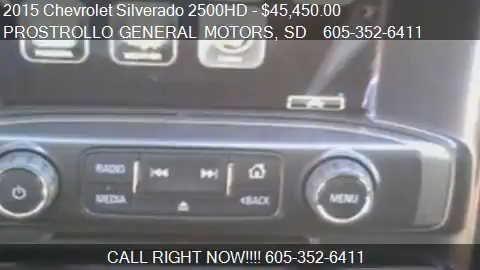 2015 Chevrolet Silverado 2500HD - $45,450.00
PROSTROLLO GENERAL MOTORS, SD 605-352-6411
WEATHER
RADIO
MEDIA
<BACK
MENU
CALL RIGHT NOW!!!! 605-352-6411